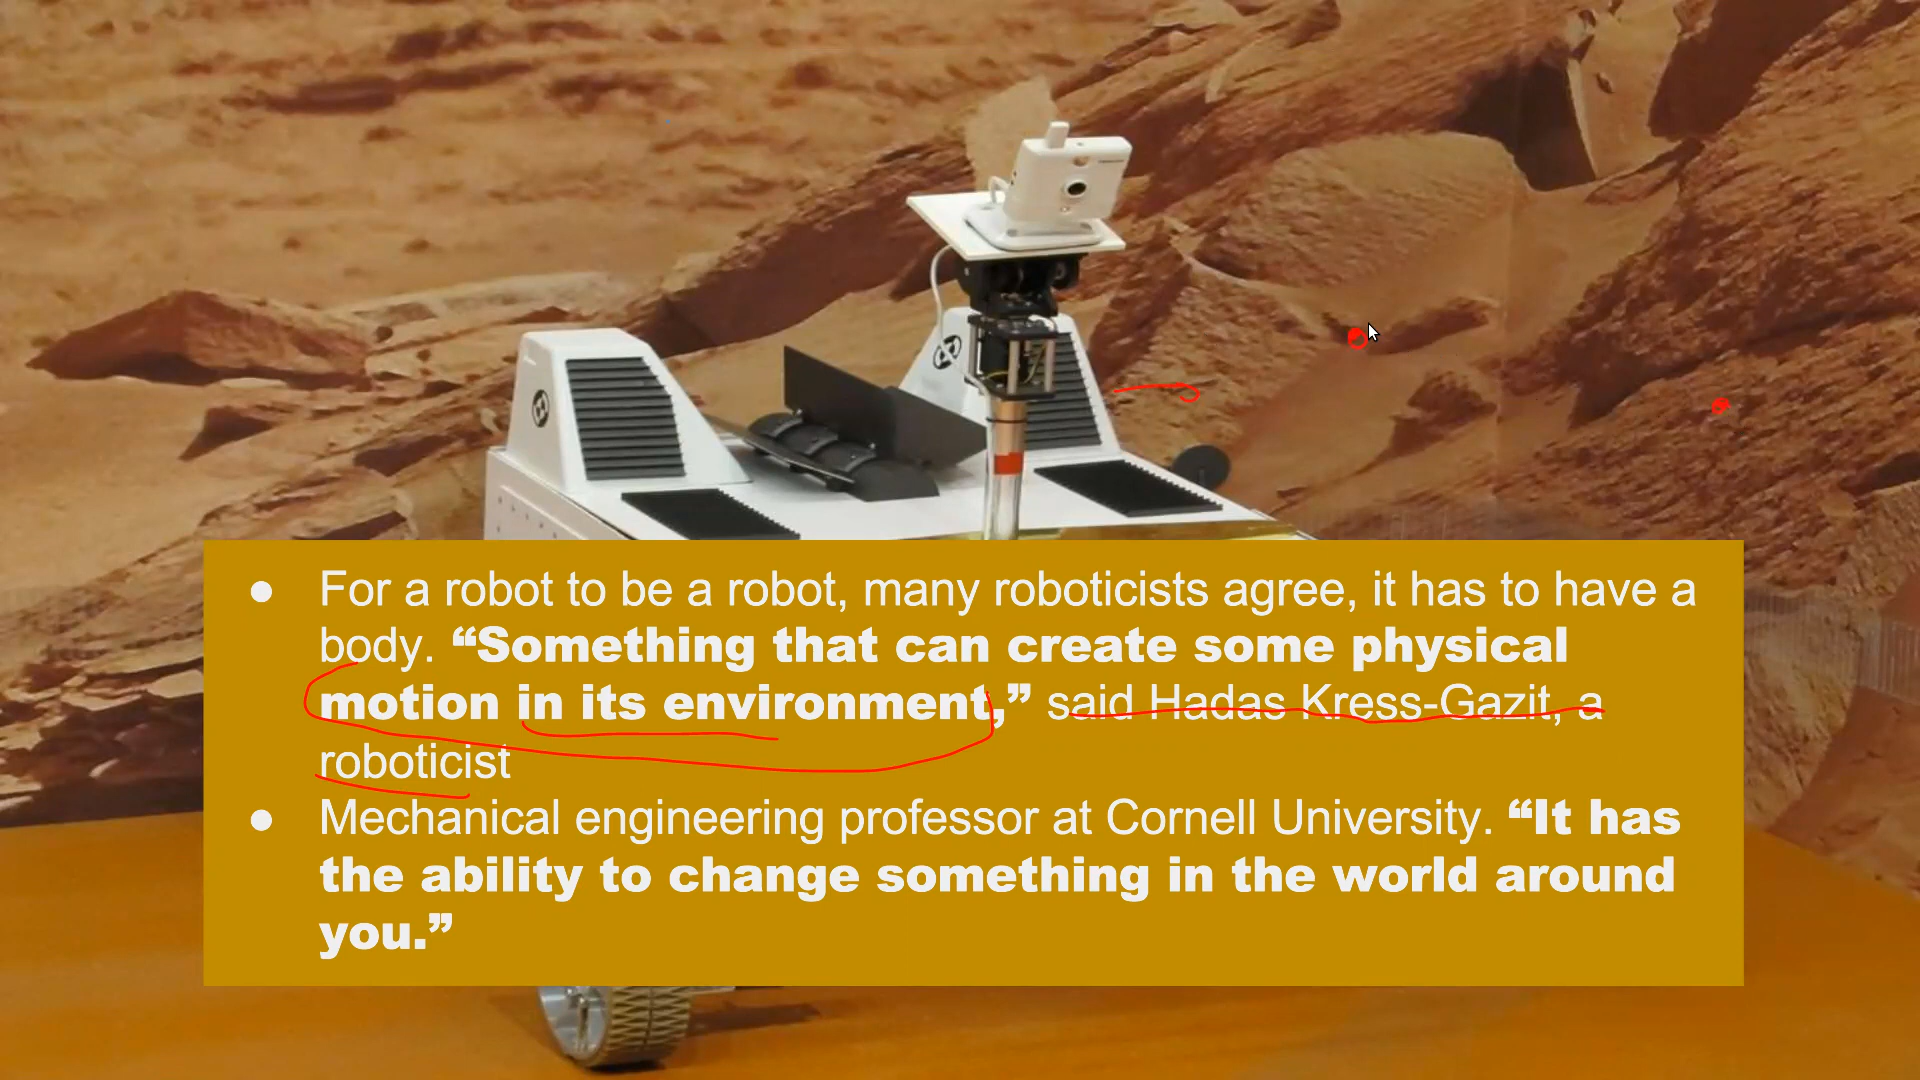 ● For a robot to be a robot, many roboticists agree, it has to have a
body. “Something that can create some physical
motion in its environment,” said Hadas Kress-Gazit, a
roboticist
● Mechanical engineering professor at Cornell University. “It has
the ability to change something in the world around
you.”